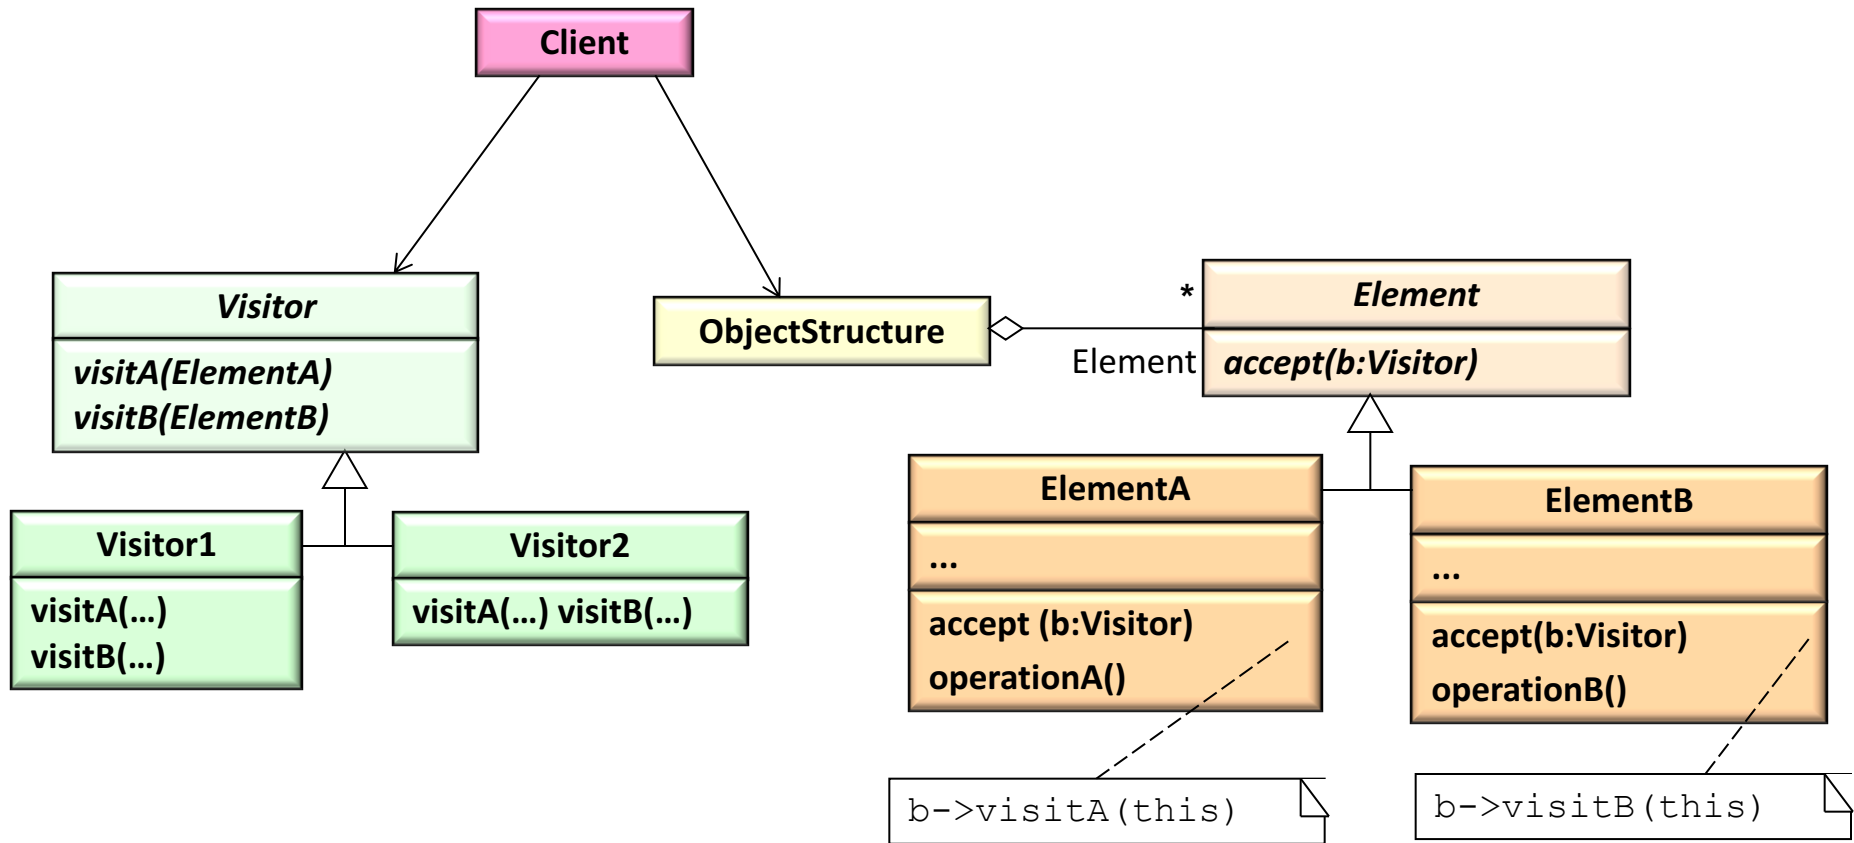 Client
Visitor
visitA(ElementA)
visitB(ElementB)
ObjectStructure
*
Element
Element
accept(b:Visitor)
Visitor1
visitA(...)
visitB(...)
Visitor2
visitA(...) visitB(...)
ElementA
...
accept (b:Visitor)
operationA()
ElementB
...
accept(b:Visitor)
operationB()
b->visitA(this)
b->visitB(this)